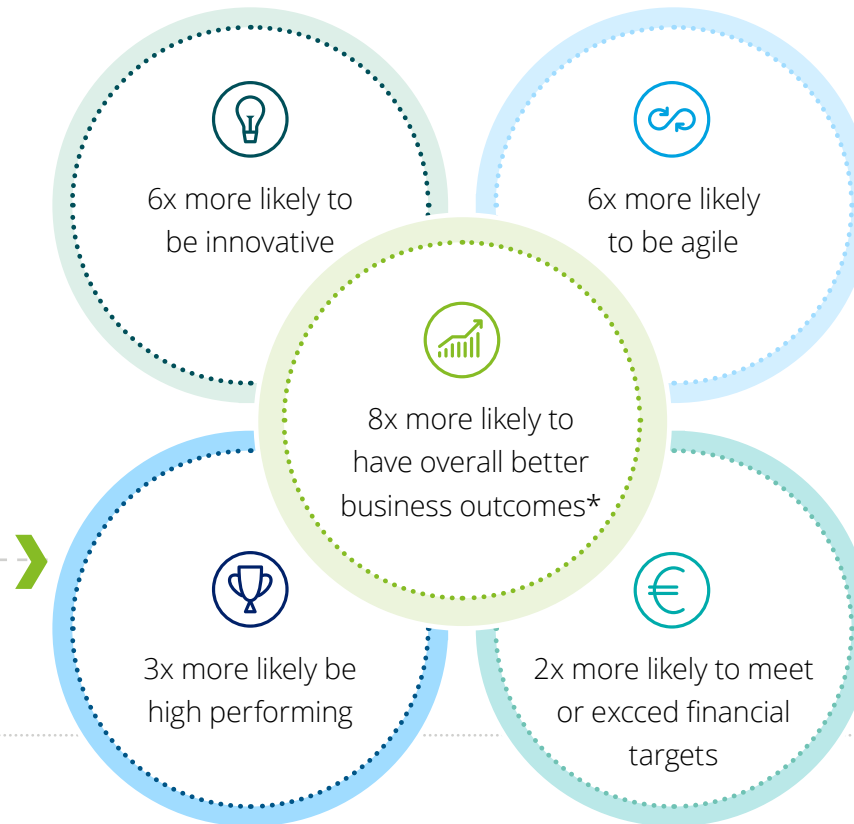 6x more likely to
be innovative
6x more likely
to be agile
8x more likely to
have overall better
business outcomes*
3x more likely be
high performing
2x more likely to meet
or excced financial
targets